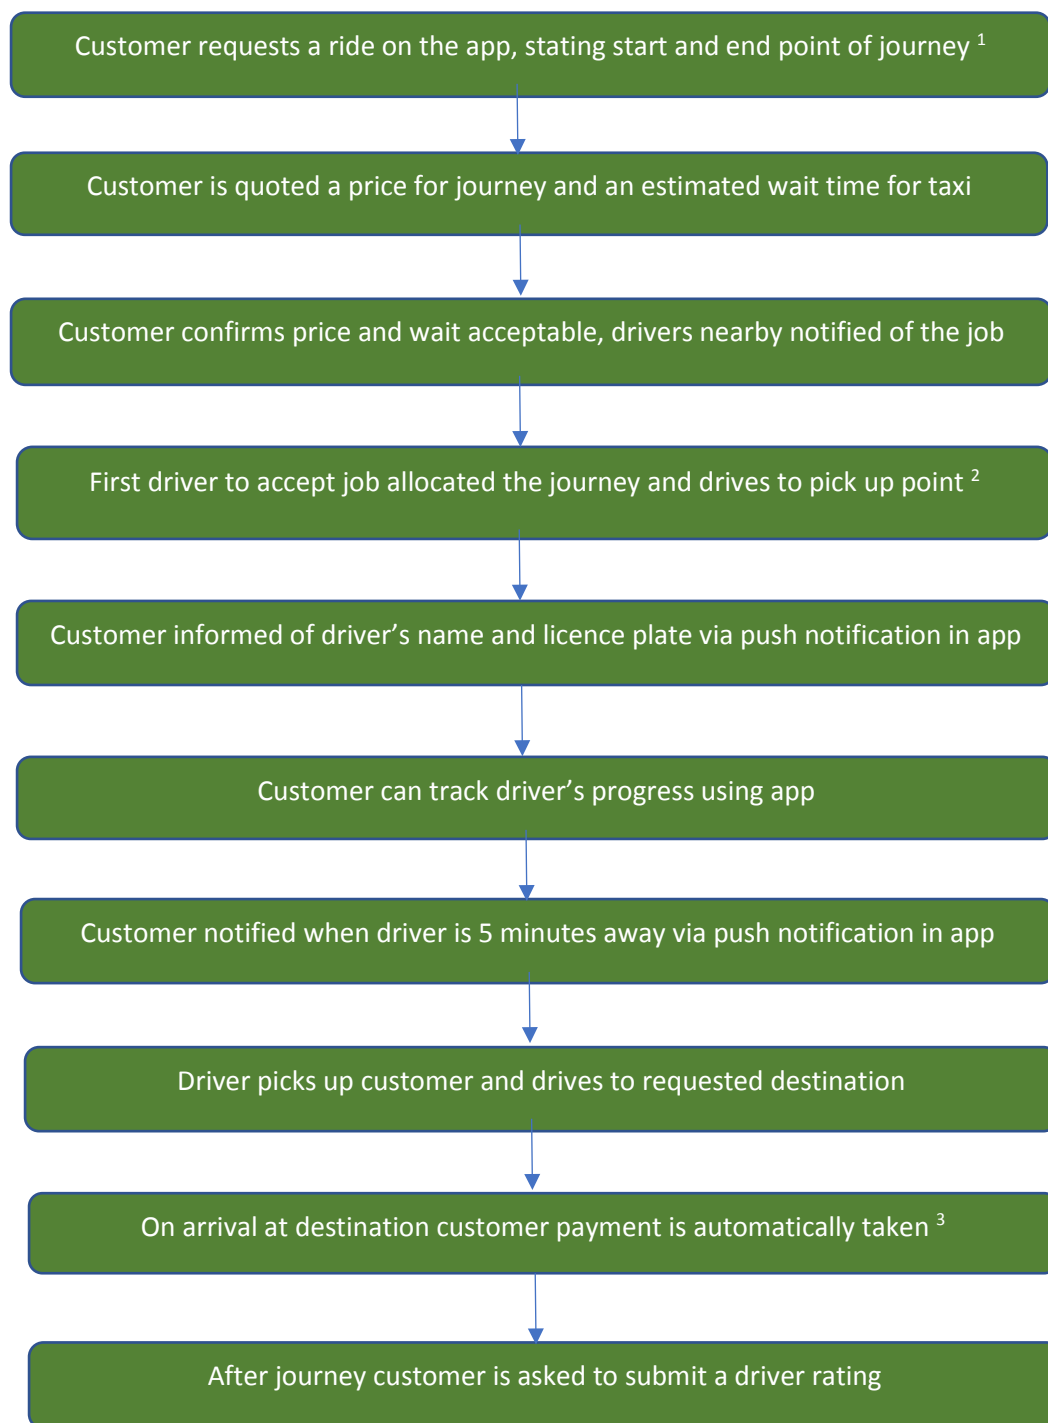 Customer requests a ride on the app, stating start and end point of journey ¹
Customer is quoted a price for journey and an estimated wait time for taxi
Customer confirms price and wait acceptable, drivers nearby notified of the job
First driver to accept job allocated the journey and drives to pick up point ²
Customer informed of driver’s name and licence plate via push notification in app
Customer can track driver’s progress using app
Customer notified when driver is 5 minutes away via push notification in app
Driver picks up customer and drives to requested destination
On arrival at destination customer payment is automatically taken ³
After journey customer is asked to submit a driver rating